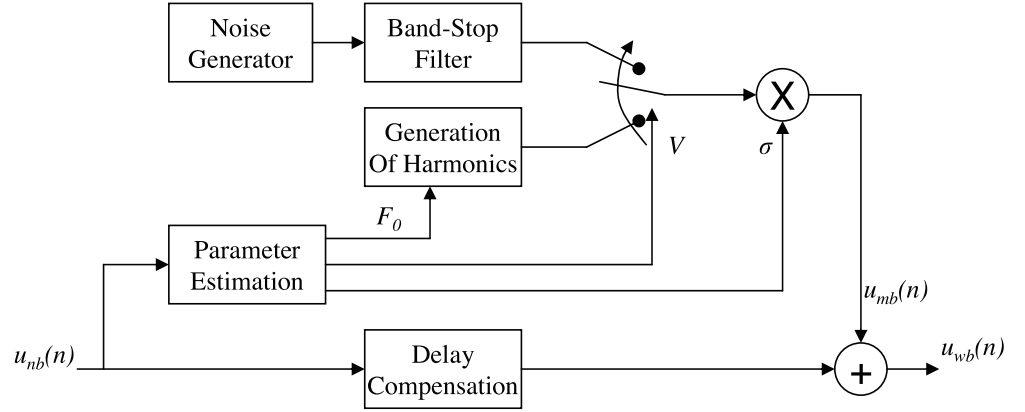 Noise
Generator
Band-Stop
Filter
X
Generation
Of Harmonics
V
σ
F0
Parameter
Estimation
umb(n)
unb(n)
Delay
Compensation
+
uwb(n)